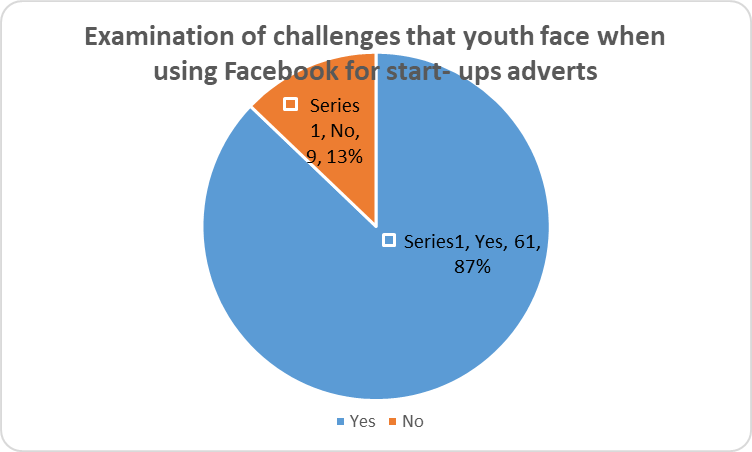 Examination of challenges that youth face when
using Facebook for start- ups adverts
Series
1, No,
9, 13%
Series1, Yes, 61,
87%
Yes No